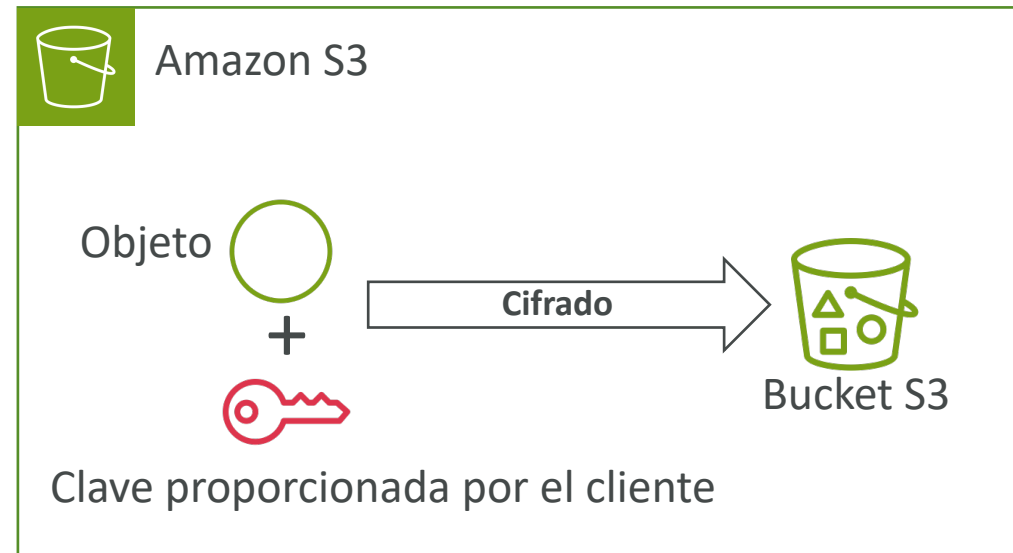 Amazon S3
Objeto
Cifrado
+
Bucket S3
Clave proporcionada por el cliente